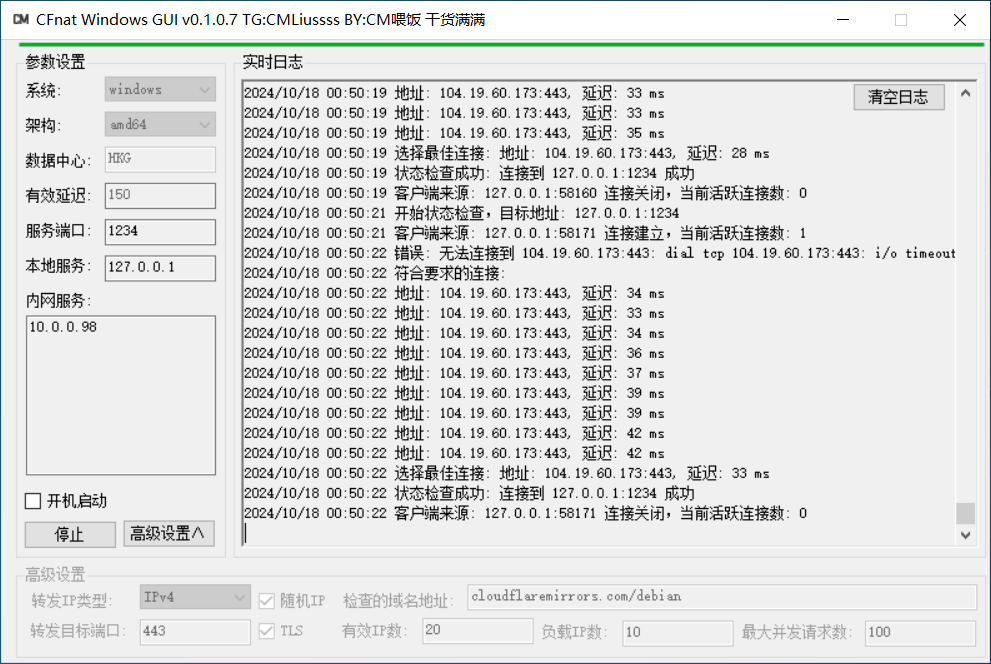 CM CFnat Windows GUI v0.1.0.7 TG:CMLiussss BY:CM喂饭 干货满满
参数设置
系统: windows
架构: amd64
数据中心: HKG
有效延迟: 150
服务端口: 1234
本地服务: 127.0.0.1
内网服务:
10.0.0.98
开机启动
停止 高级设置∧
实时日志
清空日志
2024/10/18 00:50:19 地址: 104.19.60.173:443, 延迟: 33 ms
2024/10/18 00:50:19 地址: 104.19.60.173:443, 延迟: 33 ms
2024/10/18 00:50:19 地址: 104.19.60.173:443, 延迟: 35 ms
2024/10/18 00:50:19 选择最佳连接: 地址: 104.19.60.173:443, 延迟: 28 ms
2024/10/18 00:50:19 状态检查成功: 连接到 127.0.0.1:1234 成功
2024/10/18 00:50:19 客户端来源: 127.0.0.1:58160 连接关闭，当前活跃连接数: 0
2024/10/18 00:50:21 开始状态检查，目标地址: 127.0.0.1:1234
2024/10/18 00:50:21 客户端来源: 127.0.0.1:58171 连接建立，当前活跃连接数: 1
2024/10/18 00:50:22 错误: 无法连接到 104.19.60.173:443: dial tcp 104.19.60.173:443: i/o timeout
2024/10/18 00:50:22 符合要求的连接:
2024/10/18 00:50:22 地址: 104.19.60.173:443, 延迟: 34 ms
2024/10/18 00:50:22 地址: 104.19.60.173:443, 延迟: 33 ms
2024/10/18 00:50:22 地址: 104.19.60.173:443, 延迟: 34 ms
2024/10/18 00:50:22 地址: 104.19.60.173:443, 延迟: 36 ms
2024/10/18 00:50:22 地址: 104.19.60.173:443, 延迟: 37 ms
2024/10/18 00:50:22 地址: 104.19.60.173:443, 延迟: 39 ms
2024/10/18 00:50:22 地址: 104.19.60.173:443, 延迟: 39 ms
2024/10/18 00:50:22 地址: 104.19.60.173:443, 延迟: 42 ms
2024/10/18 00:50:22 地址: 104.19.60.173:443, 延迟: 42 ms
2024/10/18 00:50:22 选择最佳连接: 地址: 104.19.60.173:443, 延迟: 33 ms
2024/10/18 00:50:22 状态检查成功: 连接到 127.0.0.1:1234 成功
2024/10/18 00:50:22 客户端来源: 127.0.0.1:58171 连接关闭，当前活跃连接数: 0
高级设置
转发IP类型: IPv4 随机IP 检查的域名地址: cloudflaremirrors.com/debian
转发目标端口: 443 TLS 有效IP数: 20 负载IP数: 10 最大并发请求数: 100